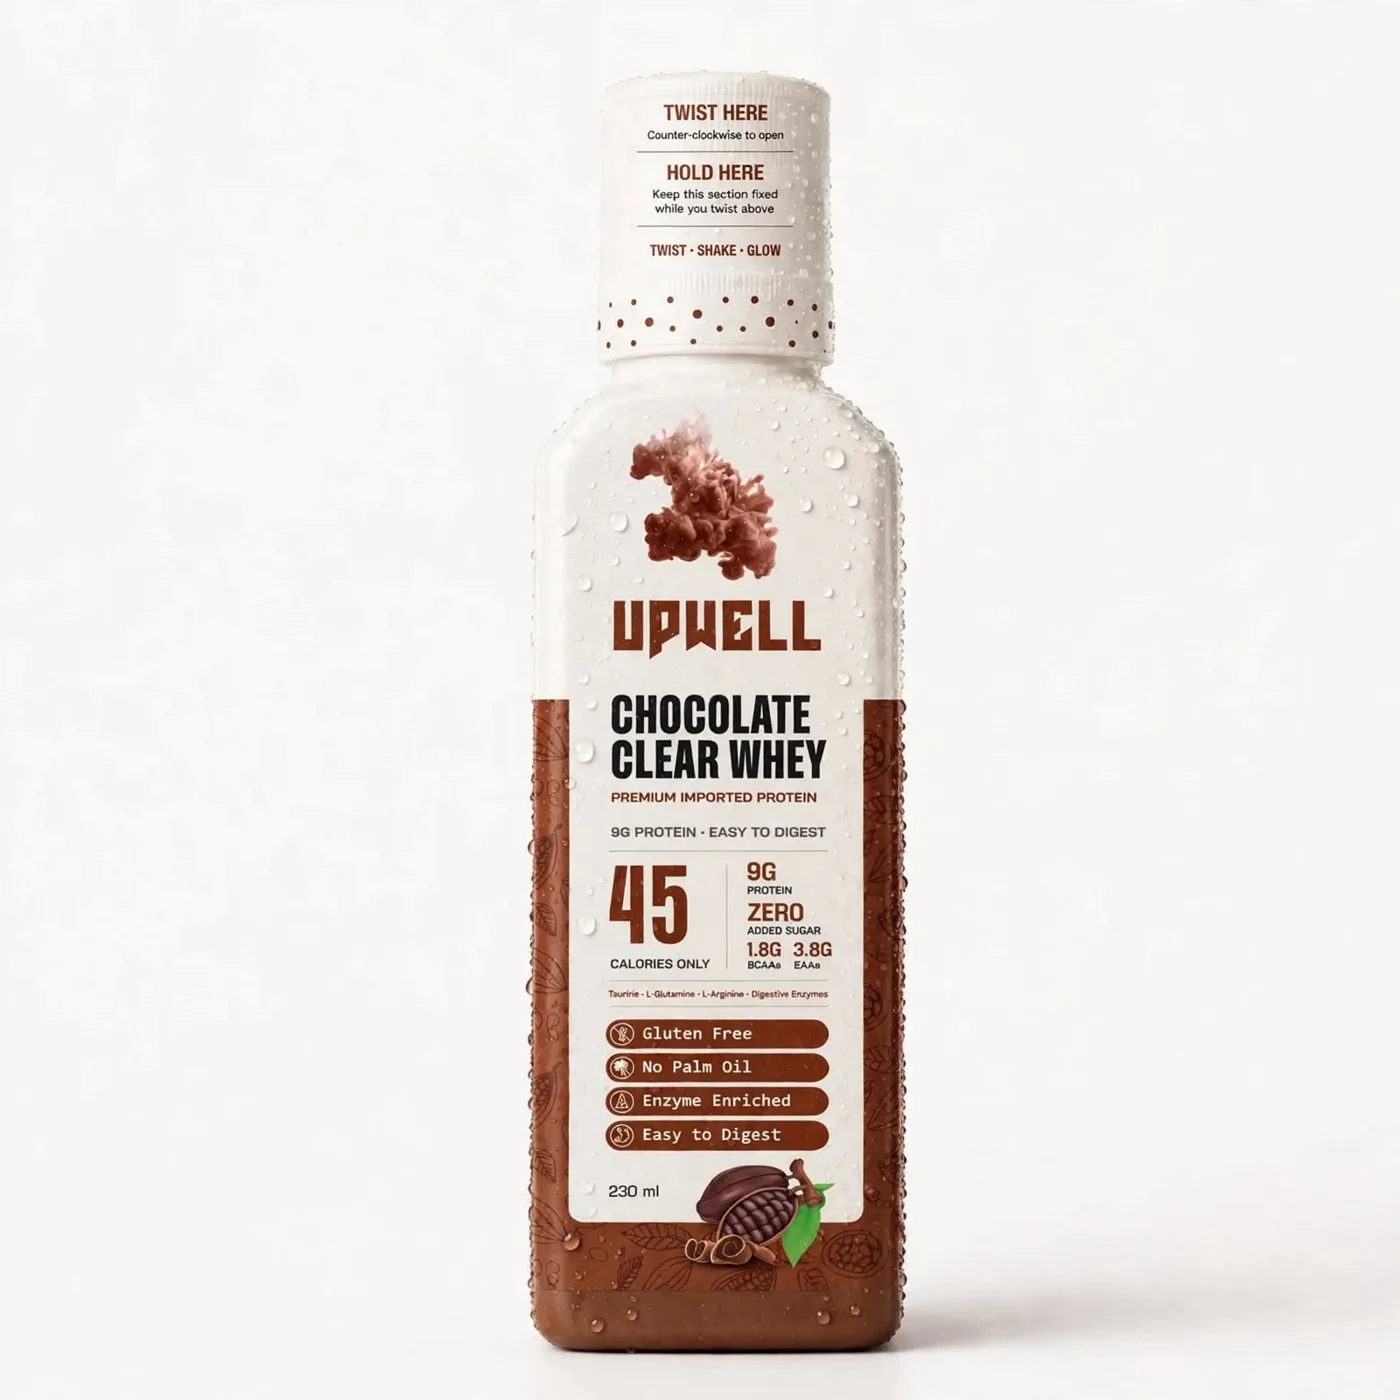 TWIST HERE
Counter-clockwise to open
HOLD HERE
Keep this section fixed
while you twist above
TWIST · SHAKE · GLOW
UPWELL
CHOCOLATE
CLEAR WHEY
PREMIUM IMPORTED PROTEIN
9G PROTEIN · EASY TO DIGEST
45
CALORIES ONLY
9G
PROTEIN
ZERO
ADDED SUGAR
1.8G 3.8G
BCAAs EAAs
Taurine · L-Glutamine · L-Arginine · Digestive Enzymes
Gluten Free
No Palm Oil
Enzyme Enriched
Easy to Digest
230 ml